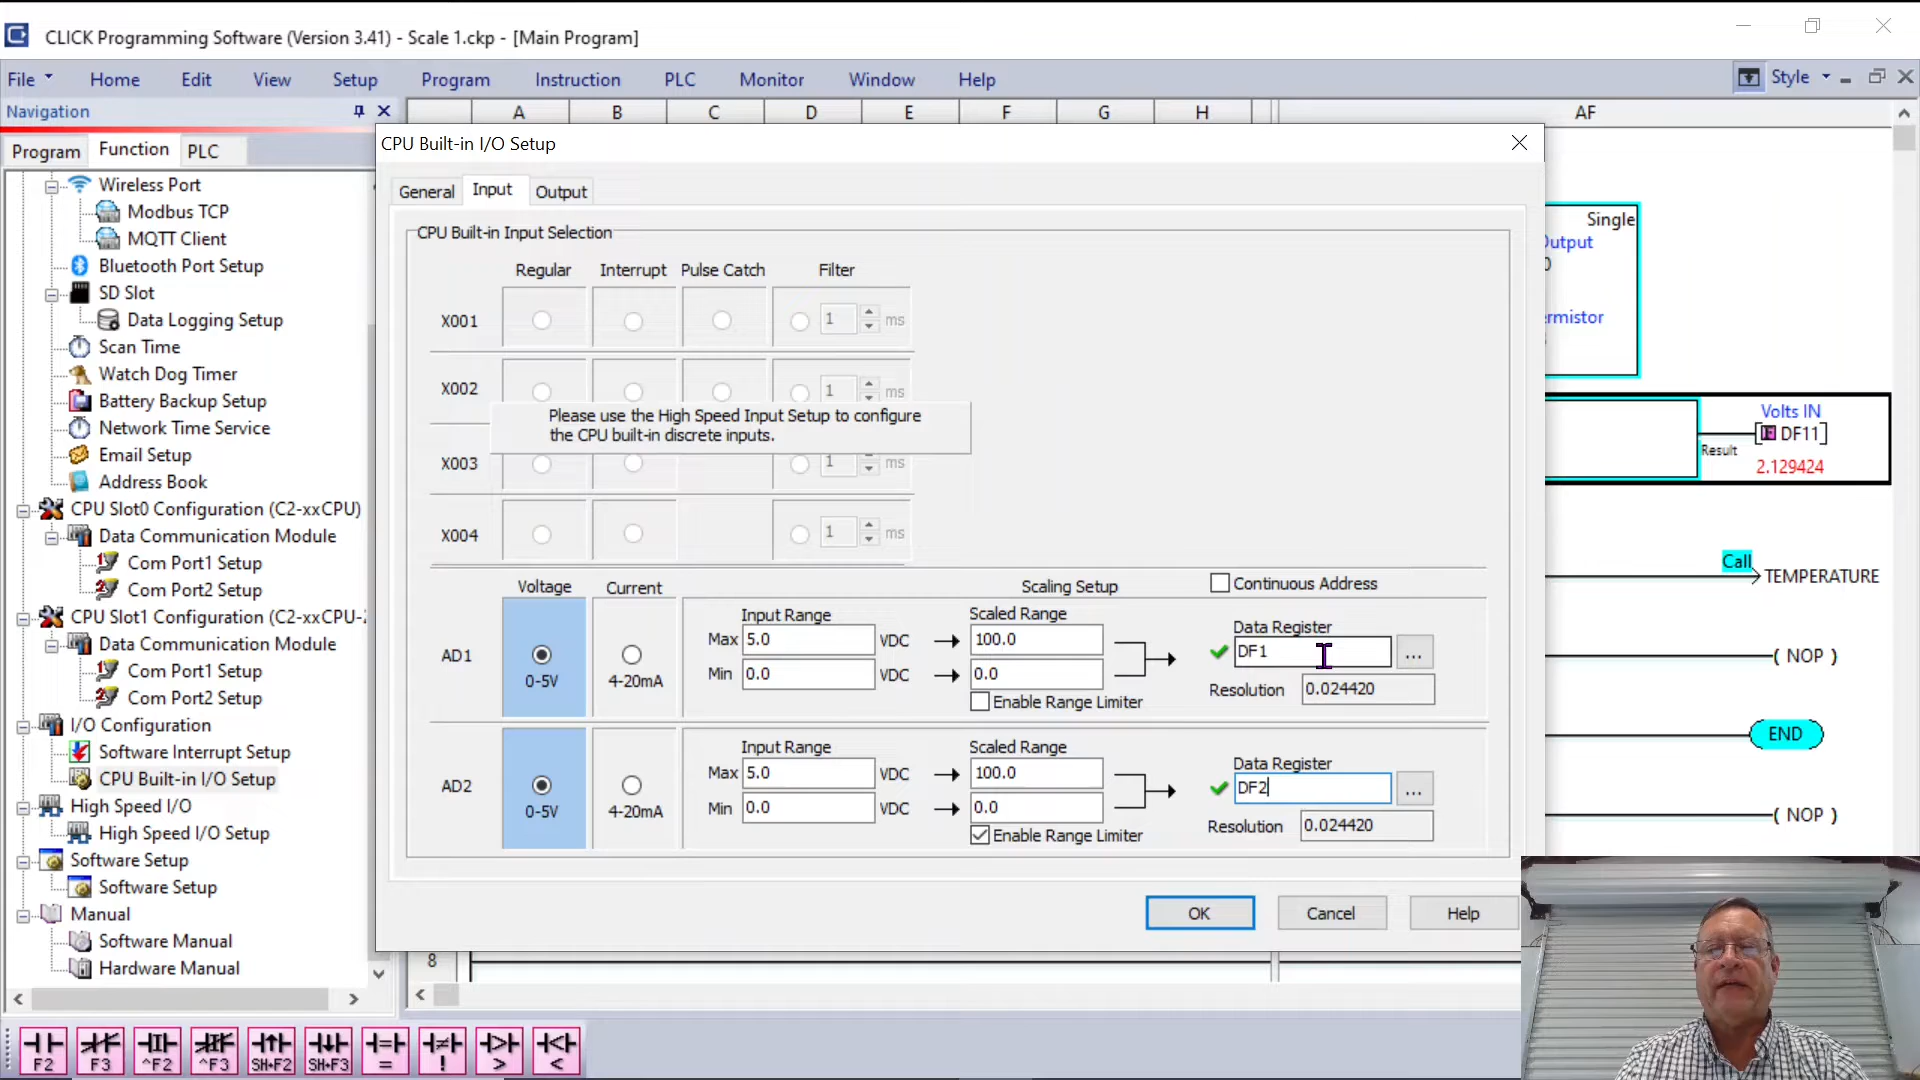 CLICK Programming Software (Version 3.41) - Scale 1.ckp - [Main Program]
File Home Edit View Setup Program Instruction PLC Monitor Window Help Style
Navigation
A B C D E F G H AF
Program Function PLC
Wireless Port
Modbus TCP
MQTT Client
Bluetooth Port Setup
SD Slot
Data Logging Setup
Scan Time
Watch Dog Timer
Battery Backup Setup
Network Time Service
Email Setup
Address Book
CPU Slot0 Configuration (C2-xxCPU)
Data Communication Module
Com Port1 Setup
Com Port2 Setup
CPU Slot1 Configuration (C2-xxCPU-
Data Communication Module
Com Port1 Setup
Com Port2 Setup
I/O Configuration
Software Interrupt Setup
CPU Built-in I/O Setup
High Speed I/O
High Speed I/O Setup
Software Setup
Software Setup
Manual
Software Manual
Hardware Manual
CPU Built-in I/O Setup
General Input Output
CPU Built-in Input Selection
Regular Interrupt Pulse Catch Filter
X001 1 ms
X002 1 ms
Please use the High Speed Input Setup to configure
the CPU built-in discrete inputs.
X003 1 ms
X004 1 ms
Voltage Current Scaling Setup Continuous Address
Input Range Scaled Range Data Register
AD1 0-5V 4-20mA
Max 5.0 VDC 100.0 DF1 ...
Min 0.0 VDC 0.0
Resolution 0.024420
Enable Range Limiter
Input Range Scaled Range Data Register
AD2 0-5V 4-20mA
Max 5.0 VDC 100.0 DF2 ...
Min 0.0 VDC 0.0
Resolution 0.024420
Enable Range Limiter
OK Cancel Help
Single
Output
0
ermistor
Volts IN
DF11
Result
2.129424
Call
TEMPERATURE
( NOP )
END
( NOP )
8
F2 F3 ^F2 ^F3 SH+F2 SH+F3 = ! > <